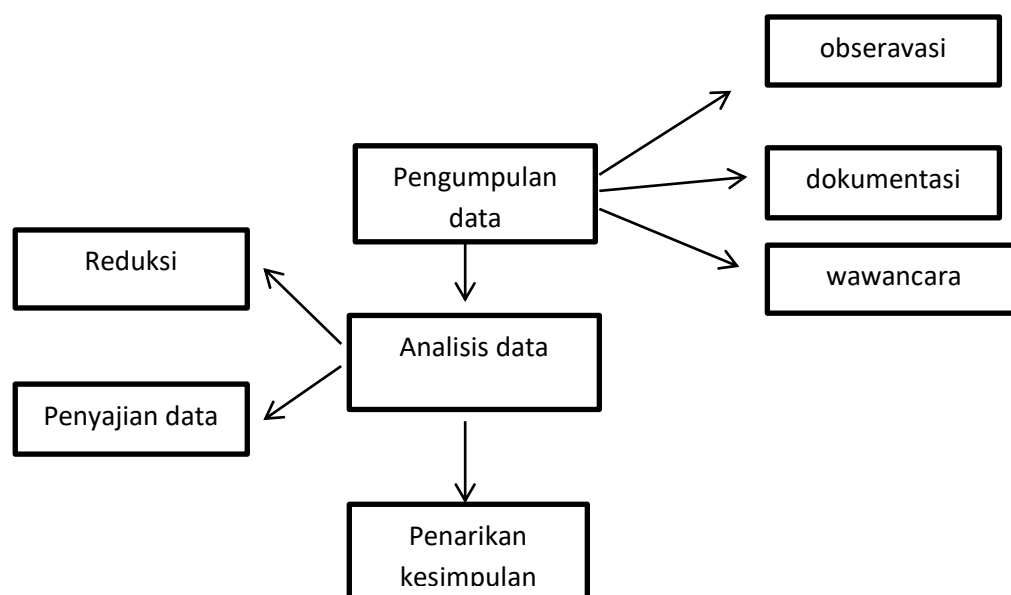 obseravasi
Pengumpulan
data
dokumentasi
Reduksi
wawancara
Analisis data
Penyajian data
Penarikan
kesimpulan